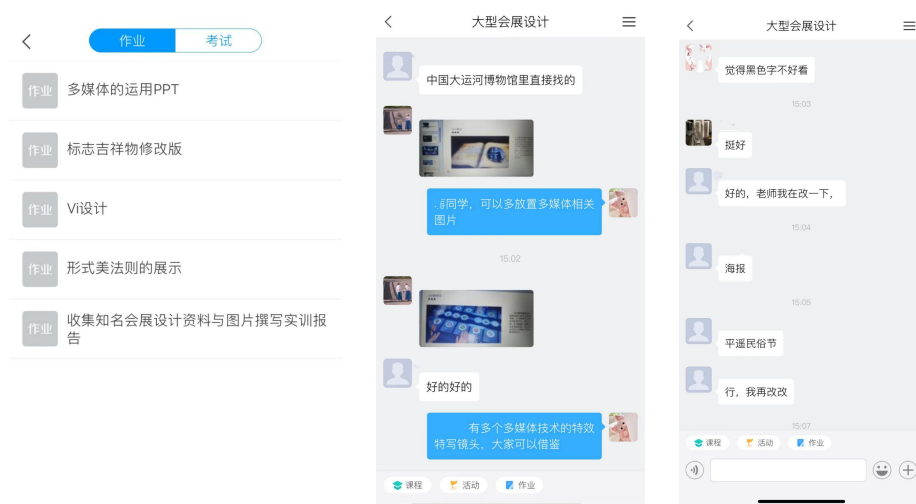 作业
考试
作业
多媒体的运用PPT
作业
标志吉祥物修改版
作业
Vi设计
作业
形式美法则的展示
作业
收集知名会展设计资料与图片撰写实训报
告
大型会展设计
中国大运河博物馆里直接找的
同学，可以多放置多媒体相关
图片
15:02
好的好的
有多个多媒体技术的特效
特写镜头，大家可以借鉴
课程
活动
作业
大型会展设计
觉得黑色字不好看
15:03
挺好
好的，老师我在改一下，
15:04
海报
15:05
平遥民俗节
行，我再改改
15:07
课程
活动
作业